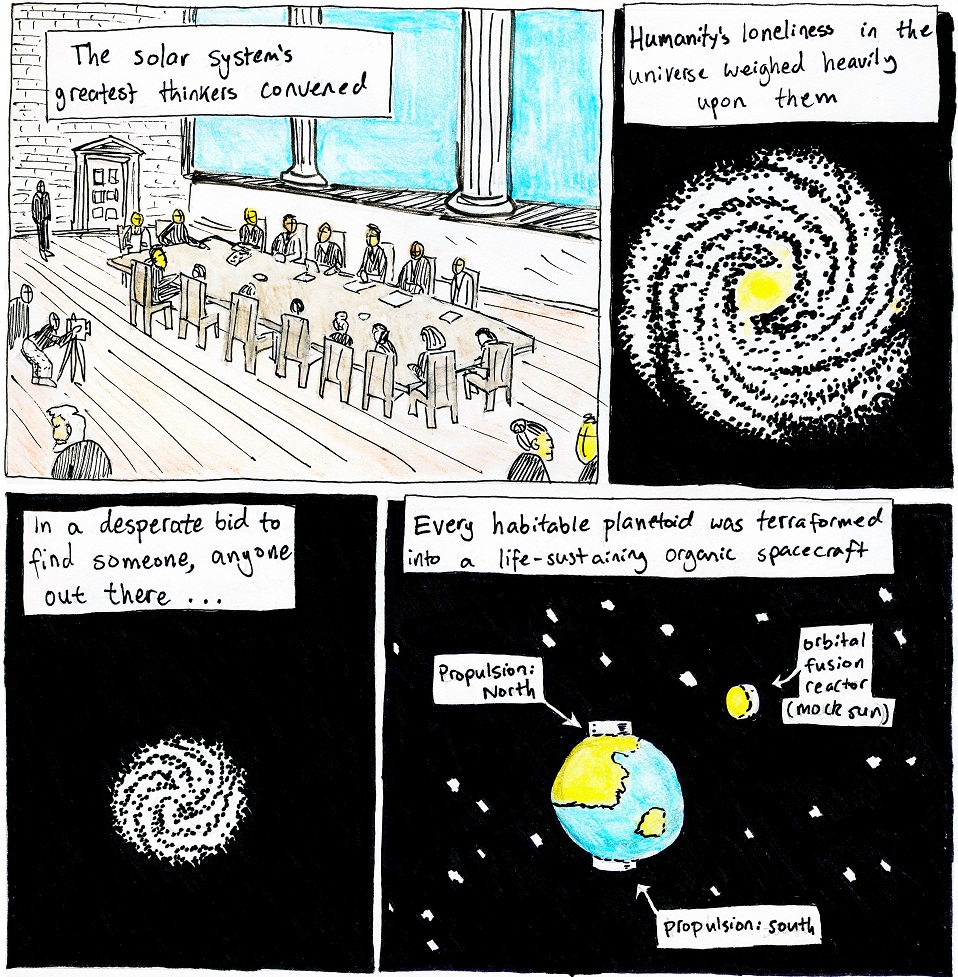 The solar system's
greatest thinkers convened
Humanity's loneliness in the
universe weighed heavily
upon them
In a desperate bid to
find someone, anyone
out there ...
Every habitable planetoid was terraformed
into a life-sustaining organic spacecraft
Propulsion:
North
orbital
fusion
reactor
(mock sun)
propulsion: south